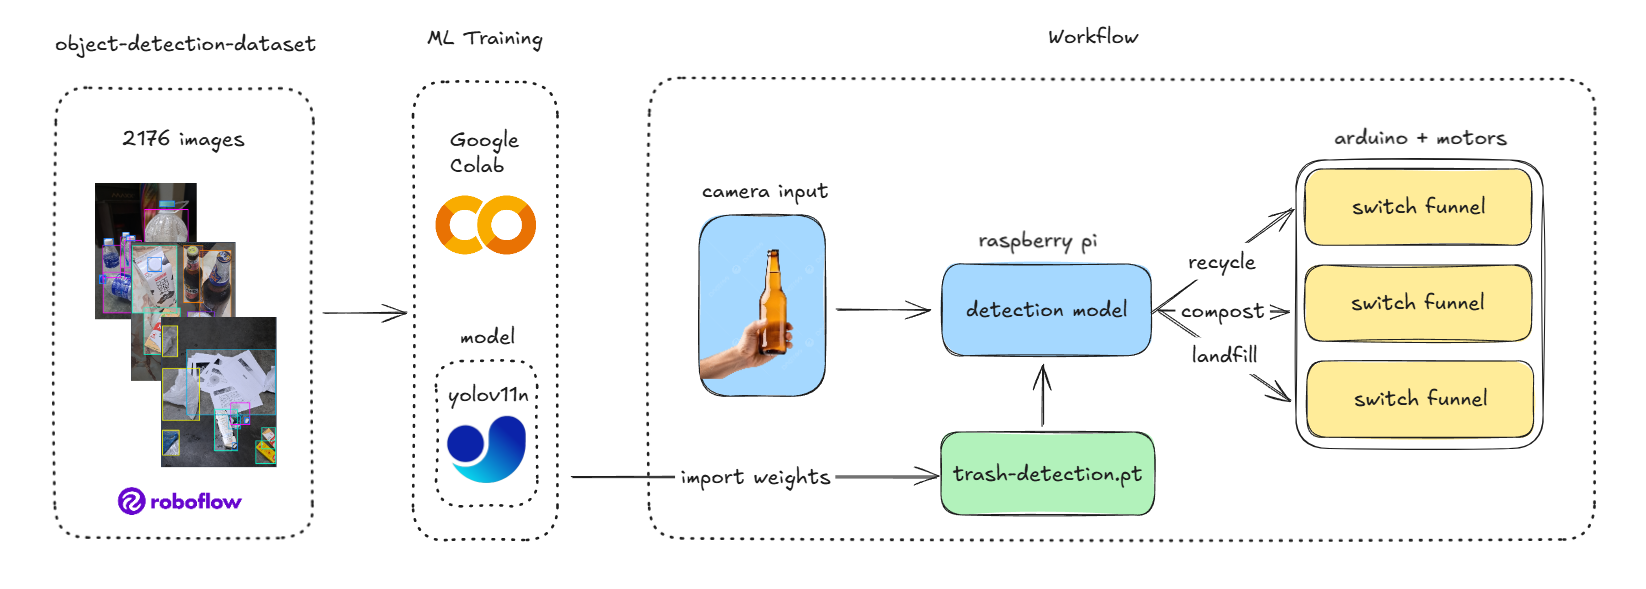 object-detection-dataset
2176 images
roboflow
ML Training
Google
Colab
model
yolov11n
Workflow
import weights
camera input
raspberry pi
detection model
trash-detection.pt
recycle
compost
landfill
arduino + motors
switch funnel
switch funnel
switch funnel